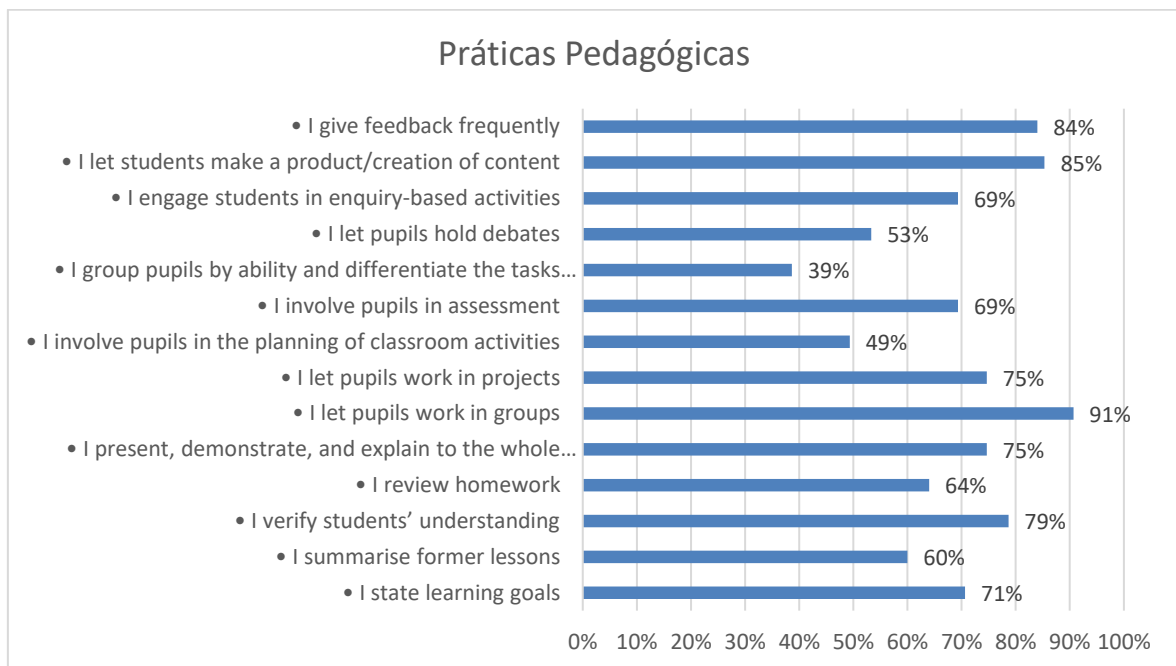 Práticas Pedagógicas
• I give feedback frequently 84%
• I let students make a product/creation of content 85%
• I engage students in enquiry-based activities 69%
• I let pupils hold debates 53%
• I group pupils by ability and differentiate the tasks… 39%
• I involve pupils in assessment 69%
• I involve pupils in the planning of classroom activities 49%
• I let pupils work in projects 75%
• I let pupils work in groups 91%
• I present, demonstrate, and explain to the whole… 75%
• I review homework 64%
• I verify students’ understanding 79%
• I summarise former lessons 60%
• I state learning goals 71%
0% 10% 20% 30% 40% 50% 60% 70% 80% 90% 100%